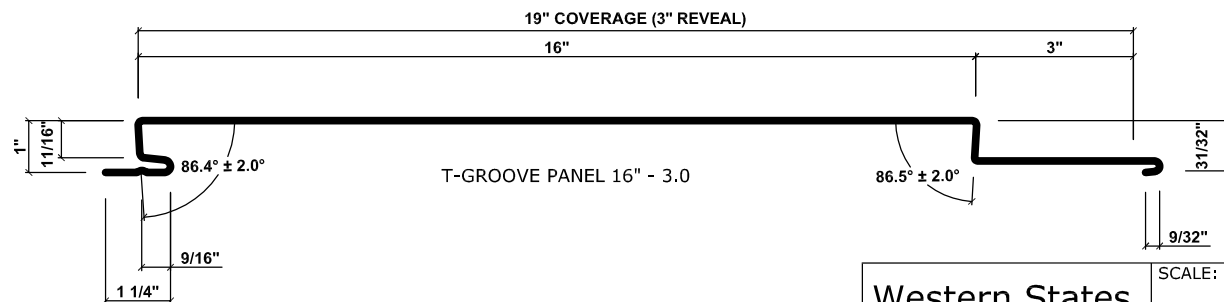 19" COVERAGE (3" REVEAL)
16"
3"
1"
11/16"
86.4° ± 2.0°
T-GROOVE PANEL 16" - 3.0
86.5° ± 2.0°
31/32"
9/16"
9/32"
1 1/4"
Western States
SCALE: